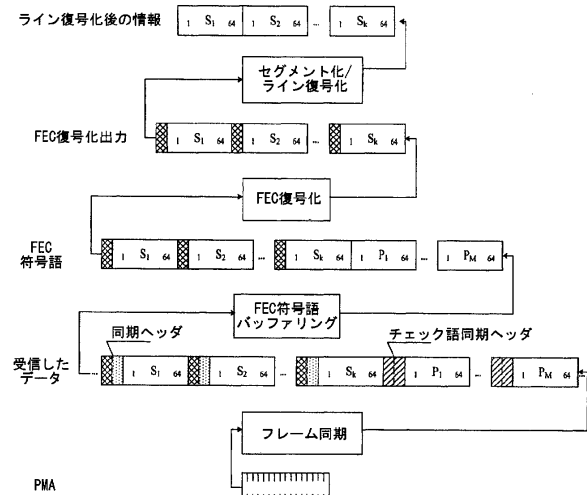 ライン復号化後の情報
1 S1 64 1 S2 64 ... 1 Sk 64
セグメント化/
ライン復号化
FEC復号化出力
1 S1 64 1 S2 64 ... 1 Sk 64
FEC復号化
FEC
符号語
1 S1 64 1 S2 64 ... 1 Sk 64 1 P1 64 ... 1 PM 64
FEC符号語
バッファリング
同期ヘッダ
チェック語同期ヘッダ
受信した
データ
... 1 S1 64 1 S2 64 ... 1 Sk 64 1 P1 64 ... 1 PM 64 ...
フレーム同期
PMA